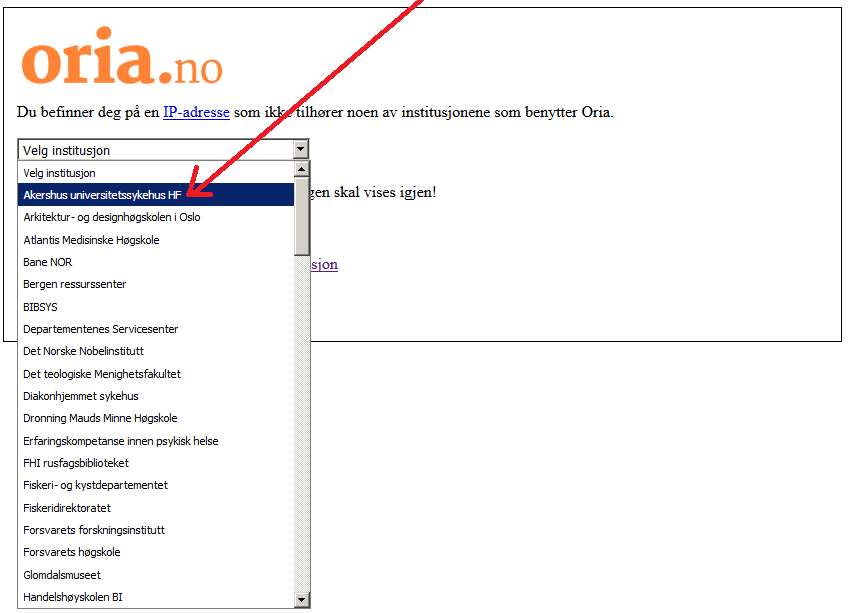 oria.no
Du befinner deg på en IP-adresse som ikke tilhører noen av institusjonene som benytter Oria.
Velg institusjon
Velg institusjon
Akershus universitetssykehus HF
gen skal vises igjen!
Arkitektur- og designhøgskolen i Oslo
Atlantis Medisinske Høgskole
Bane NOR
sjon
Bergen ressurssenter
BIBSYS
Departementenes Servicesenter
Det Norske Nobelinstitutt
Det teologiske Menighetsfakultet
Diakonhjemmet sykehus
Dronning Mauds Minne Høgskole
Erfaringskompetanse innen psykisk helse
FHI rusfagsbiblioteket
Fiskeri- og kystdepartementet
Fiskeridirektoratet
Forsvarets forskningsinstitutt
Forsvarets høgskole
Glomdalsmuseet
Handelshøyskolen BI